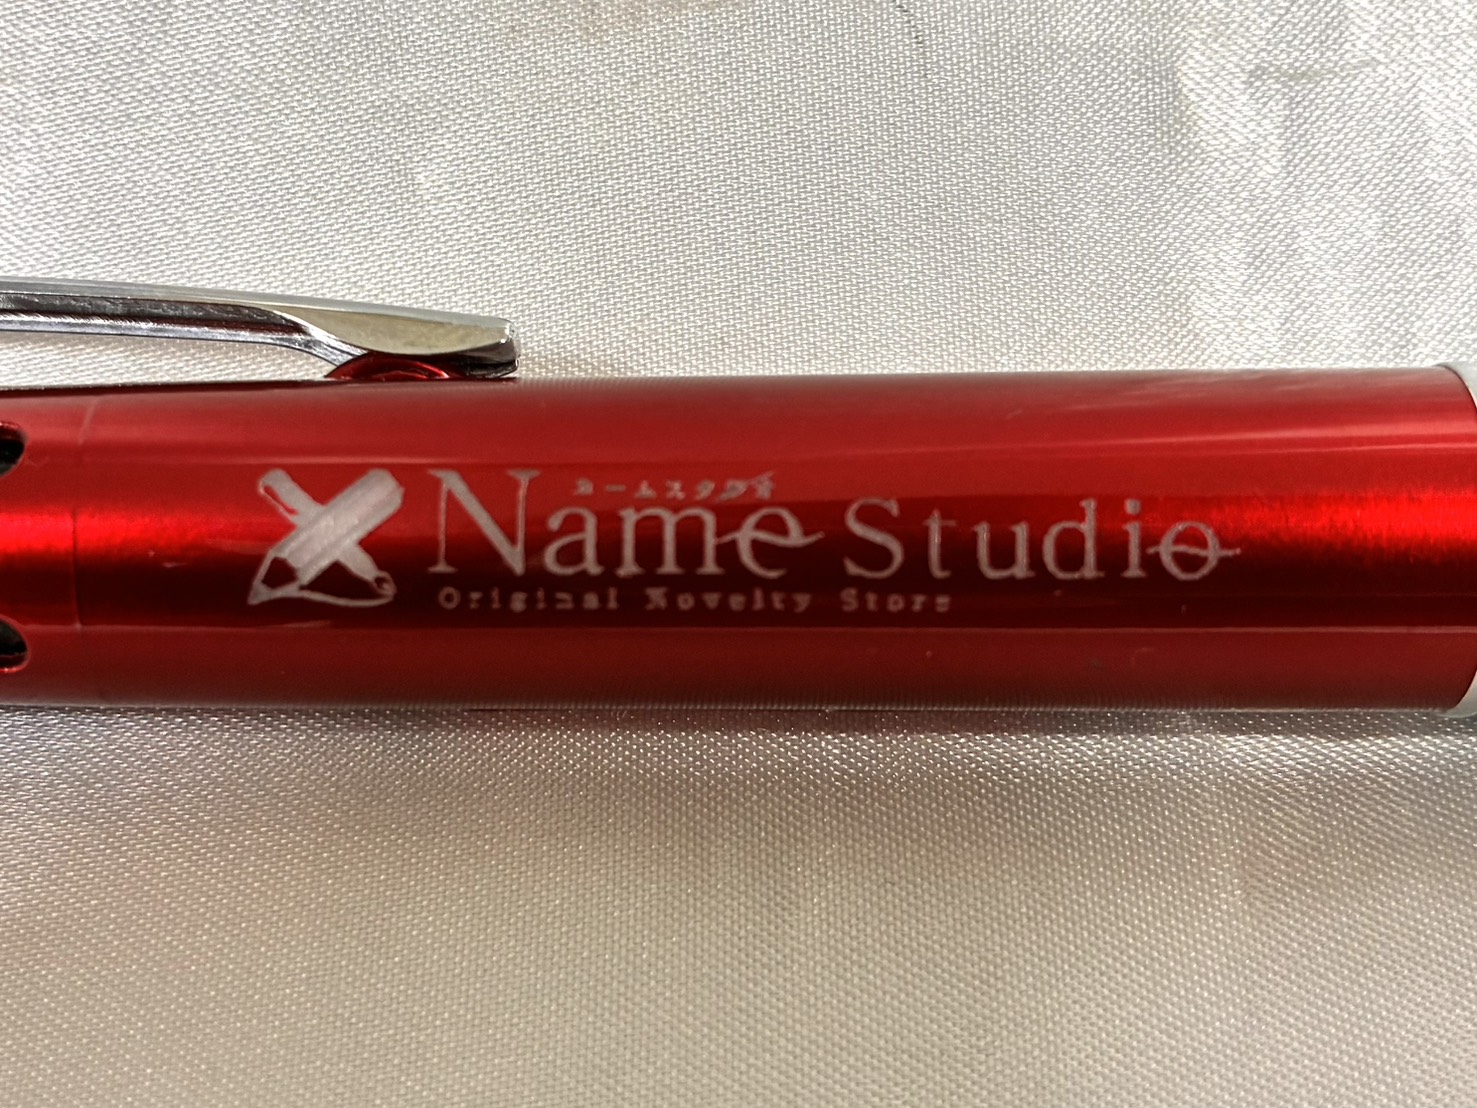 ネームスタジオ
Name Studio
Original Novelty Store